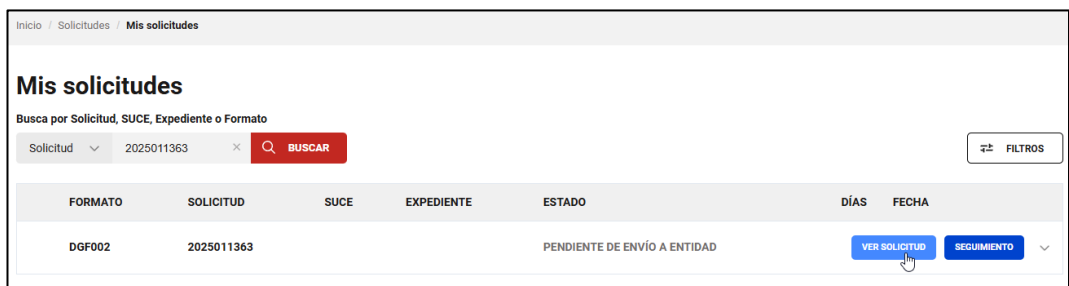 Inicio / Solicitudes / Mis solicitudes
Mis solicitudes
Busca por Solicitud, SUCE, Expediente o Formato
Solicitud 2025011363 × BUSCAR FILTROS
FORMATO SOLICITUD SUCE EXPEDIENTE ESTADO DÍAS FECHA
DGF002 2025011363 PENDIENTE DE ENVÍO A ENTIDAD VER SOLICITUD SEGUIMIENTO